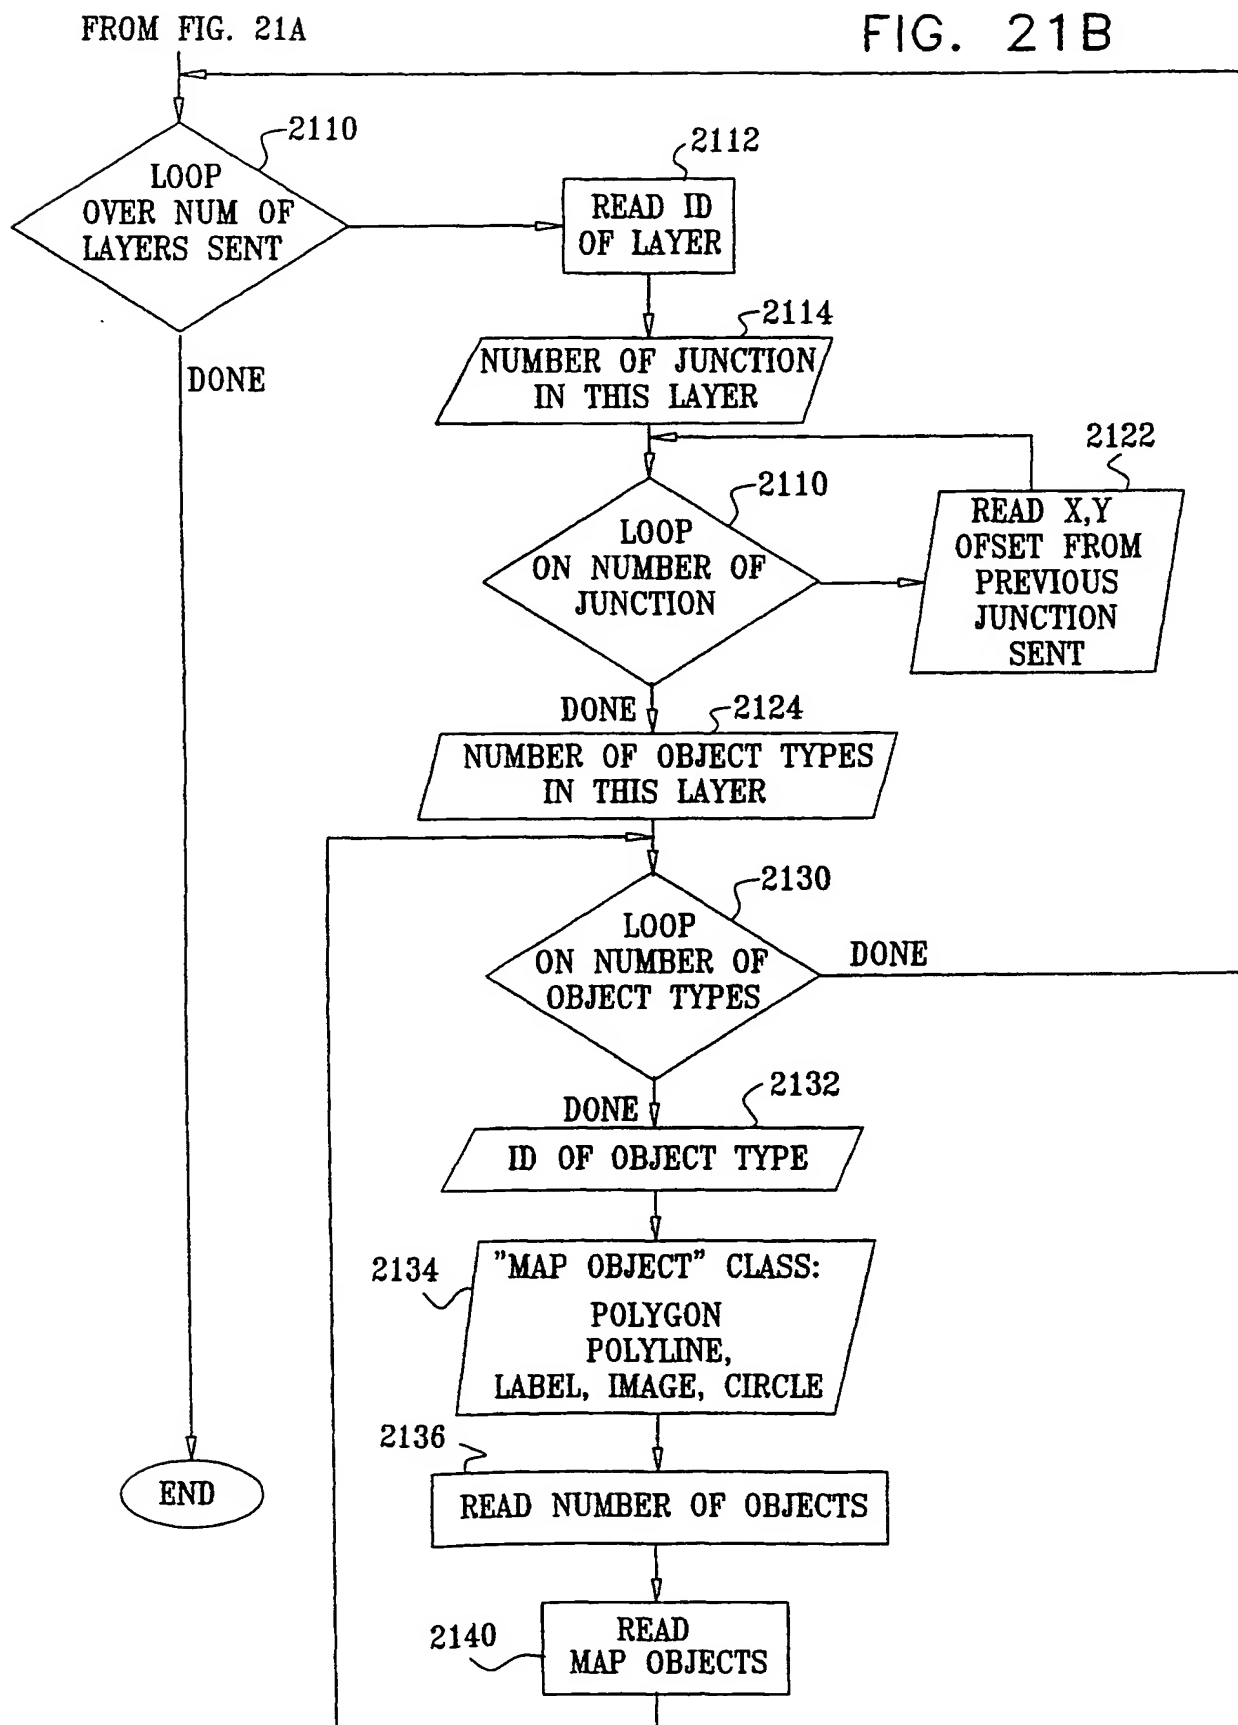 FROM FIG. 21A
FIG. 21B
2110
LOOP
OVER NUM OF
LAYERS SENT
2112
READ ID
OF LAYER
2114
NUMBER OF JUNCTION
IN THIS LAYER
DONE
2110
LOOP
ON NUMBER OF
JUNCTION
2122
READ X,Y
OFSET FROM
PREVIOUS
JUNCTION
SENT
DONE
2124
NUMBER OF OBJECT TYPES
IN THIS LAYER
2130
LOOP
ON NUMBER OF
OBJECT TYPES
DONE
DONE
2132
ID OF OBJECT TYPE
2134
"MAP OBJECT" CLASS:
POLYGON
POLYLINE,
LABEL, IMAGE, CIRCLE
2136
READ NUMBER OF OBJECTS
END
2140
READ
MAP OBJECTS